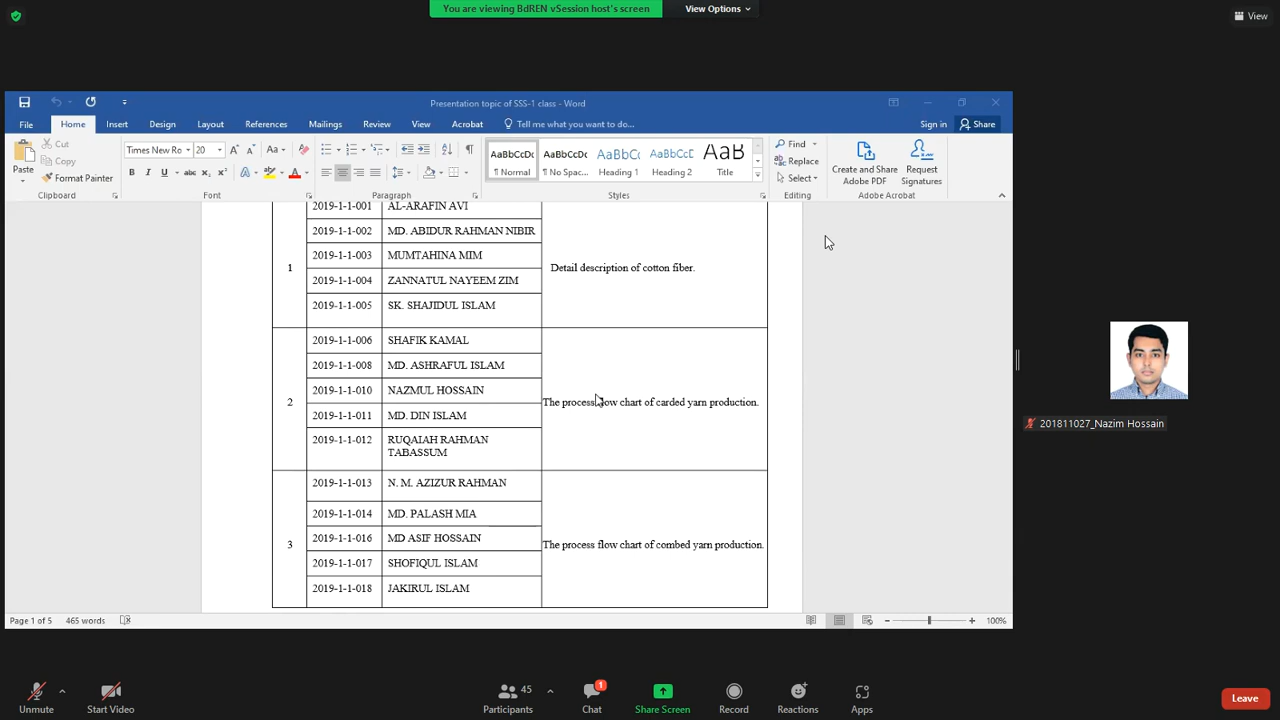 You are viewing BdREN vSession host's screen
View Options
View
Presentation topic of SSS-1 class - Word
File Home Insert Design Layout References Mailings Review View Acrobat Tell me what you want to do... Sign in Share
Paste
Cut
Copy
Format Painter
Clipboard
Times New Ro 20
Font
Paragraph
AaBbCcDc AaBbCcDc AaBbCc AaBbCcE AaB
¶ Normal ¶ No Spac... Heading 1 Heading 2 Title
Styles
Find
Replace
Select
Editing
Create and Share Adobe PDF
Request Signatures
Adobe Acrobat
1
2019-1-1-001 AL-ARAFIN AVI
2019-1-1-002 MD. ABIDUR RAHMAN NIBIR
2019-1-1-003 MUMTAHINA MIM
2019-1-1-004 ZANNATUL NAYEEM ZIM
2019-1-1-005 SK. SHAJIDUL ISLAM
Detail description of cotton fiber.
2
2019-1-1-006 SHAFIK KAMAL
2019-1-1-008 MD. ASHRAFUL ISLAM
2019-1-1-010 NAZMUL HOSSAIN
2019-1-1-011 MD. DIN ISLAM
2019-1-1-012 RUQAIAH RAHMAN
TABASSUM
The process flow chart of carded yarn production.
3
2019-1-1-013 N. M. AZIZUR RAHMAN
2019-1-1-014 MD. PALASH MIA
2019-1-1-016 MD ASIF HOSSAIN
2019-1-1-017 SHOFIQUL ISLAM
2019-1-1-018 JAKIRUL ISLAM
The process flow chart of combed yarn production.
201811027_Nazim Hossain
Page 1 of 5 465 words 100%
Unmute Start Video Participants 45 Chat 1 Share Screen Record Reactions Apps Leave